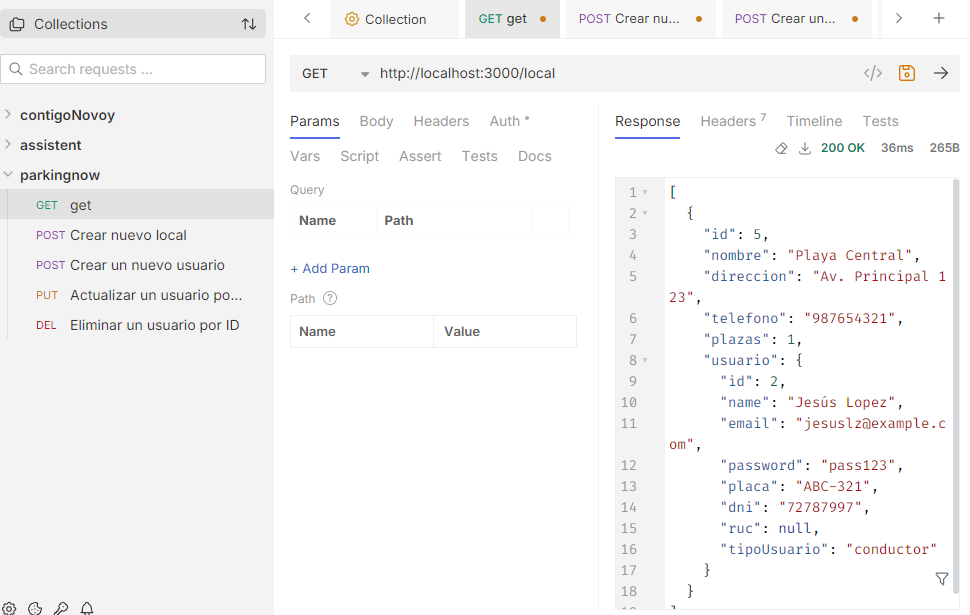 Collections
Search requests ...
contigoNovoy
assistent
parkingnow
GET get
POST Crear nuevo local
POST Crear un nuevo usuario
PUT Actualizar un usuario po...
DEL Eliminar un usuario por ID
Collection
GET get
POST Crear nu...
POST Crear un...
GET http://localhost:3000/local
Params Body Headers Auth
Vars Script Assert Tests Docs
Query
Name Path
+ Add Param
Path ?
Name Value
Response Headers 7 Timeline Tests
200 OK 36ms 265B
1 [
2 {
3 "id": 5,
4 "nombre": "Playa Central",
5 "direccion": "Av. Principal 1
23",
6 "telefono": "987654321",
7 "plazas": 1,
8 "usuario": {
9 "id": 2,
10 "name": "Jesús Lopez",
11 "email": "jesuslz@example.c
om",
12 "password": "pass123",
13 "placa": "ABC-321",
14 "dni": "72787997",
15 "ruc": null,
16 "tipoUsuario": "conductor"
17 }
18 }